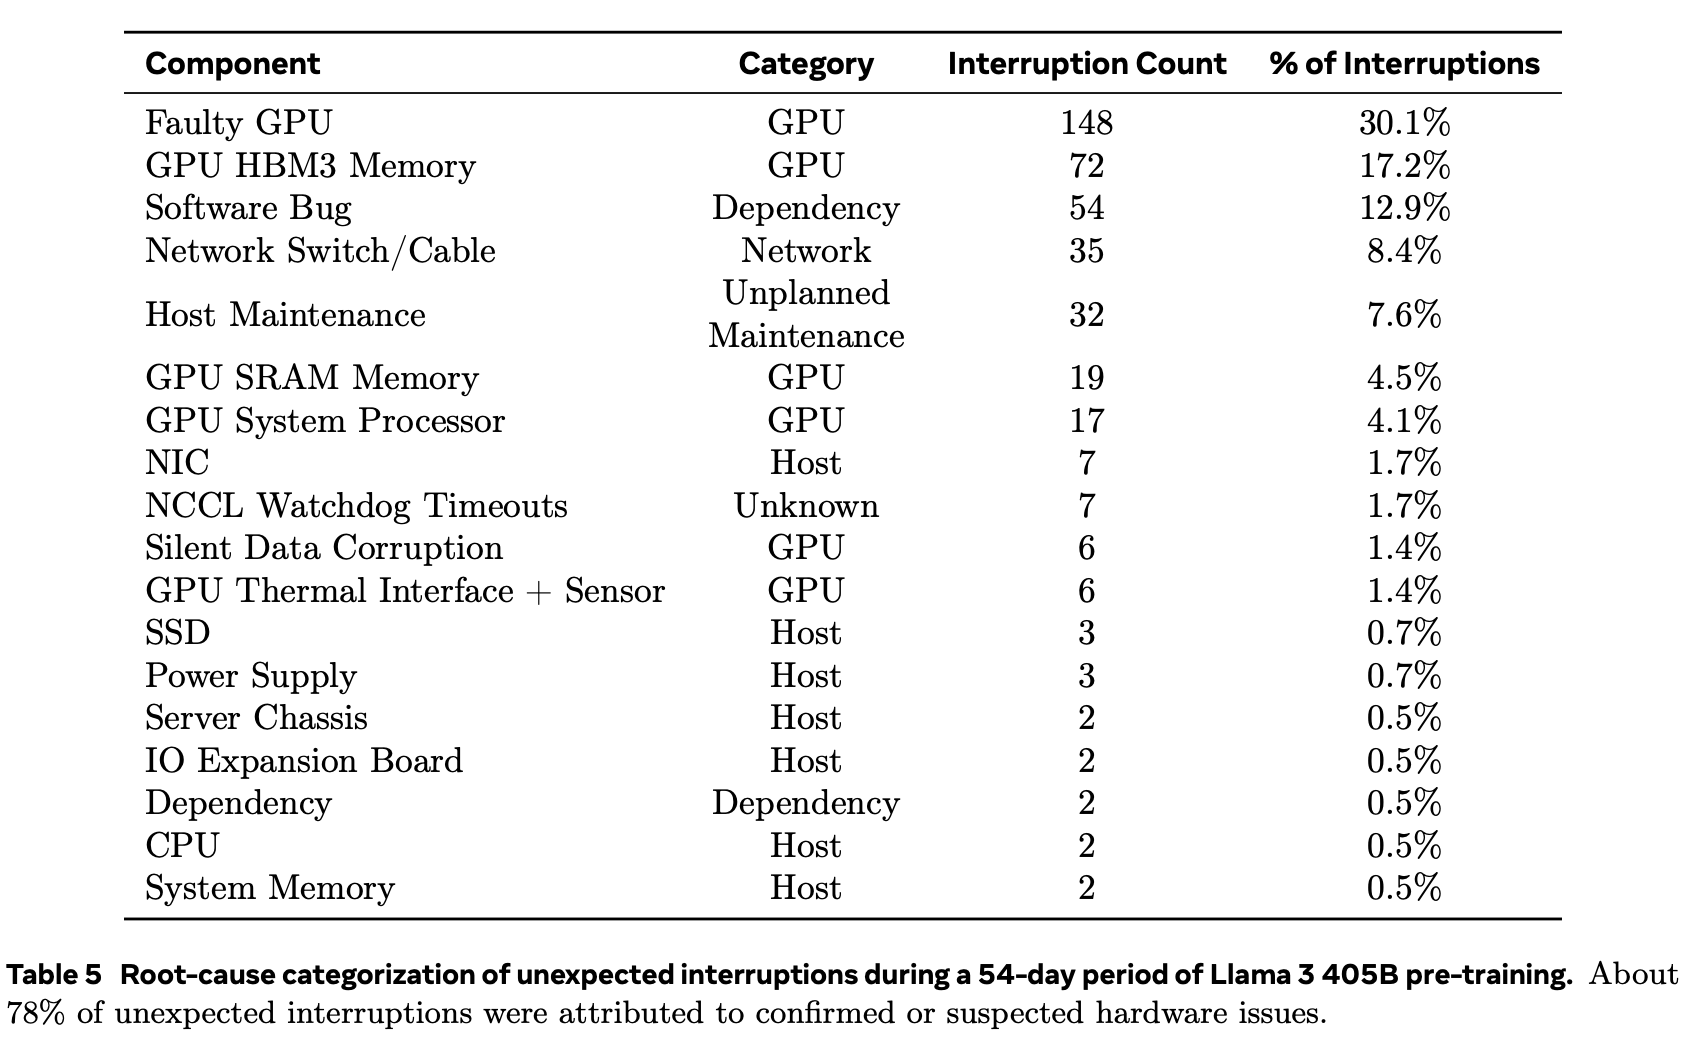 Component Category Interruption Count % of Interruptions
Faulty GPU GPU 148 30.1%
GPU HBM3 Memory GPU 72 17.2%
Software Bug Dependency 54 12.9%
Network Switch/Cable Network 35 8.4%
Host Maintenance Unplanned Maintenance 32 7.6%
GPU SRAM Memory GPU 19 4.5%
GPU System Processor GPU 17 4.1%
NIC Host 7 1.7%
NCCL Watchdog Timeouts Unknown 7 1.7%
Silent Data Corruption GPU 6 1.4%
GPU Thermal Interface + Sensor GPU 6 1.4%
SSD Host 3 0.7%
Power Supply Host 3 0.7%
Server Chassis Host 2 0.5%
IO Expansion Board Host 2 0.5%
Dependency Dependency 2 0.5%
CPU Host 2 0.5%
System Memory Host 2 0.5%
Table 5 Root-cause categorization of unexpected interruptions during a 54-day period of Llama 3 405B pre-training. About
78% of unexpected interruptions were attributed to confirmed or suspected hardware issues.